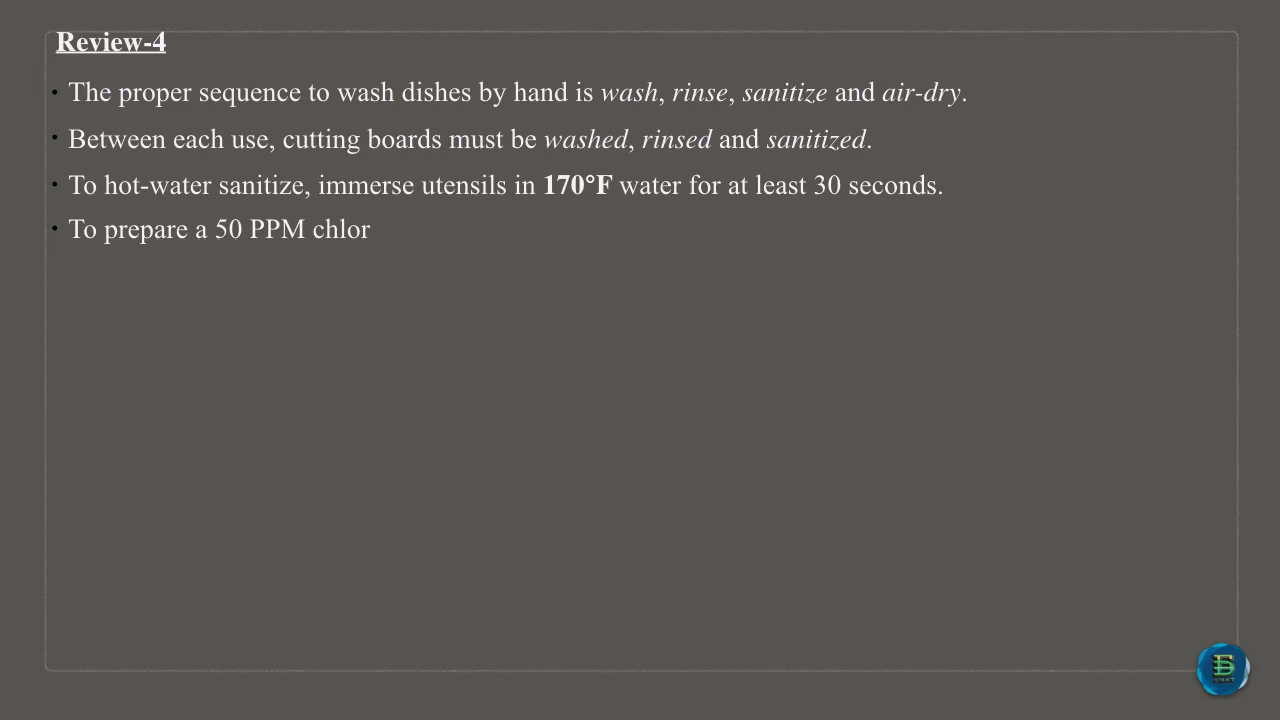 Review-4
· The proper sequence to wash dishes by hand is wash, rinse, sanitize and air-dry.
· Between each use, cutting boards must be washed, rinsed and sanitized.
· To hot-water sanitize, immerse utensils in 170°F water for at least 30 seconds.
· To prepare a 50 PPM chlor